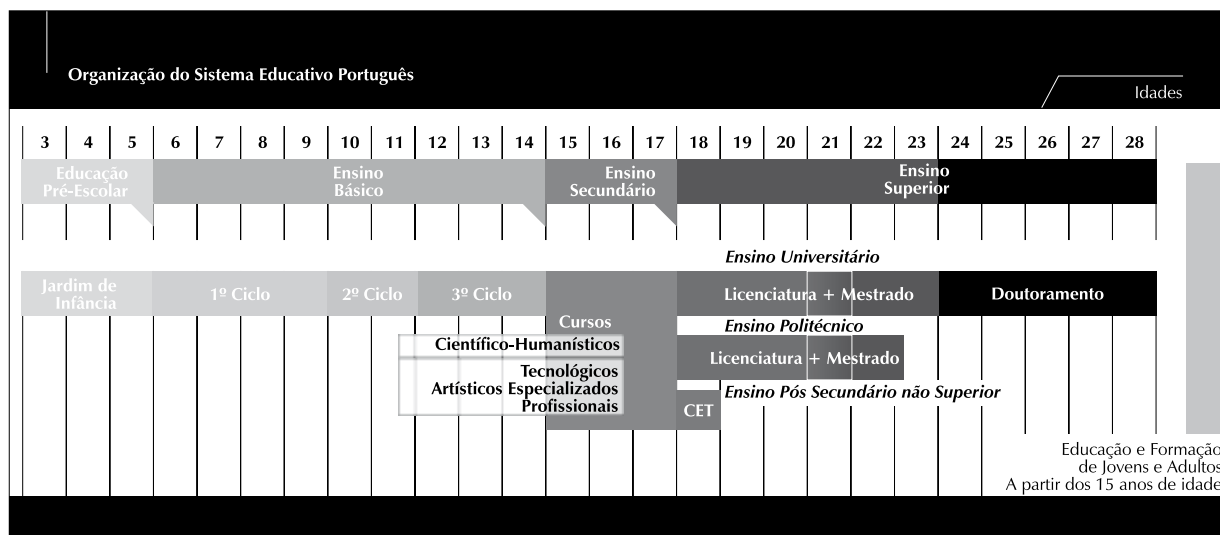 Organização do Sistema Educativo Português
Idades
3 4 5 6 7 8 9 10 11 12 13 14 15 16 17 18 19 20 21 22 23 24 25 26 27 28
Educação
Pré-Escolar
Ensino
Básico
Ensino
Secundário
Ensino
Superior
Ensino Universitário
Jardim de
Infância
1º Ciclo
2º Ciclo
3º Ciclo
Licenciatura + Mestrado
Doutoramento
Cursos
Científico-Humanísticos
Tecnológicos
Artísticos Especializados
Profissionais
Ensino Politécnico
Licenciatura + Mestrado
Ensino Pós Secundário não Superior
CET
Educação e Formação
de Jovens e Adultos
A partir dos 15 anos de idade